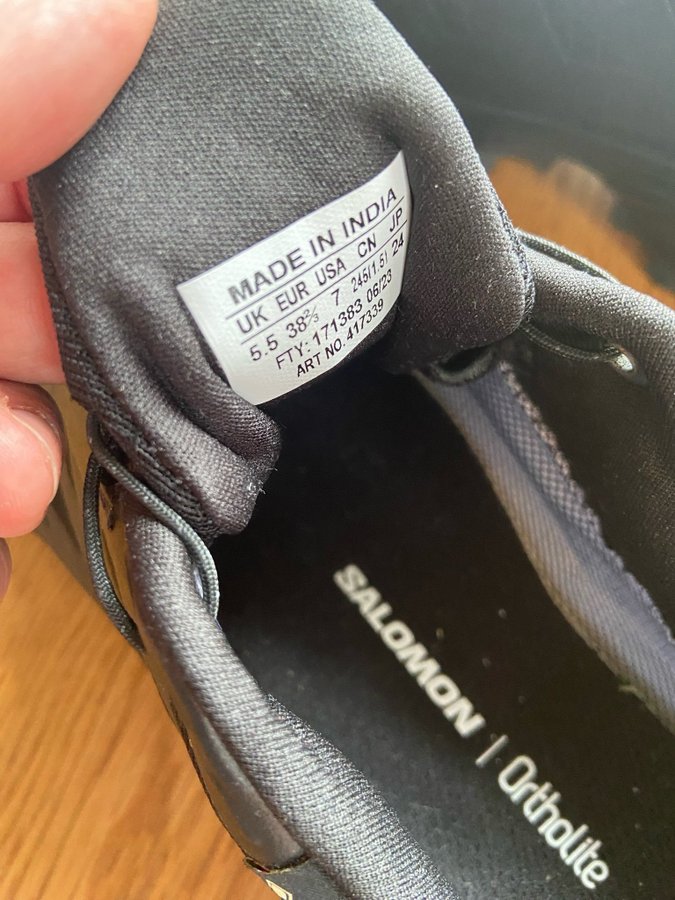 MADE IN INDIA
UK EUR USA CN JP
5.5 38⅔ 7 245(1.5) 24
FTY: 171383 06/23
ART NO. 417339
SALOMON | Ortholite